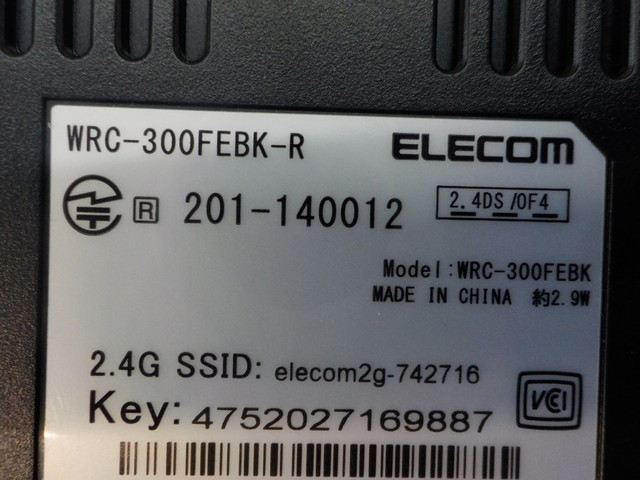 WRC-300FEBK-R
ELECOM
R 201-140012
2.4DS/OF4
Model:WRC-300FEBK
MADE IN CHINA 約2.9W
2.4G SSID: elecom2g-742716
Key: 4752027169887
VCCI